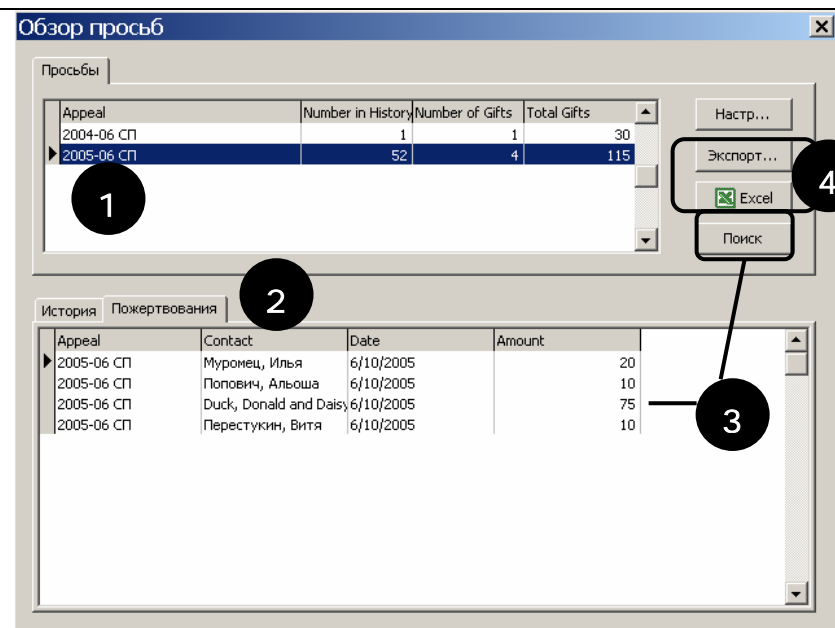 Обзор просьб
Просьбы
Appeal Number in History Number of Gifts Total Gifts
2004-06 СП 1 1 30
2005-06 СП 52 4 115
Настр...
Экспорт...
Excel
Поиск
1
4
История Пожертвования
2
Appeal Contact Date Amount
2005-06 СП Муромец, Илья 6/10/2005 20
2005-06 СП Попович, Альоша 6/10/2005 10
2005-06 СП Duck, Donald and Daisy 6/10/2005 75
2005-06 СП Перестукин, Витя 6/10/2005 10
3